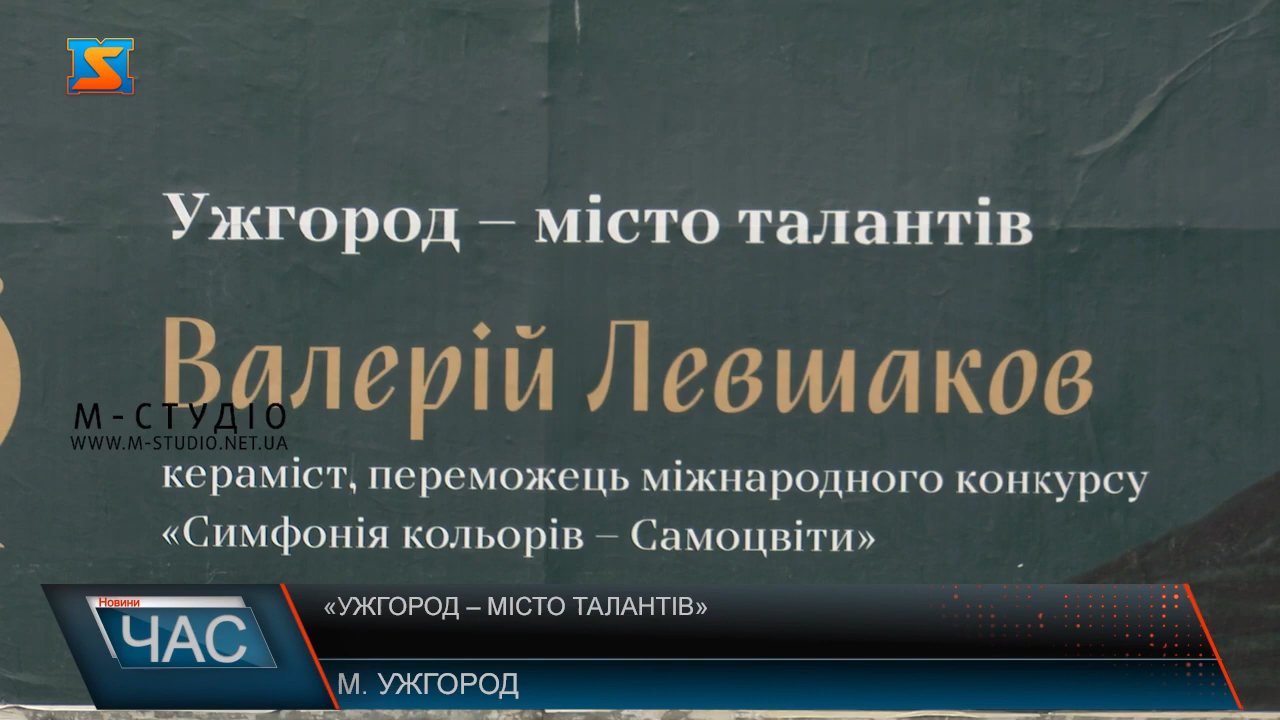 Ужгород – місто талантів
Валерій Левшаков
М-СТУДІО
WWW.M-STUDIO.NET.UA
кераміст, переможець міжнародного конкурсу
«Симфонія кольорів – Самоцвіти»
Новини
ЧАС
«УЖГОРОД – МІСТО ТАЛАНТІВ»
М. УЖГОРОД